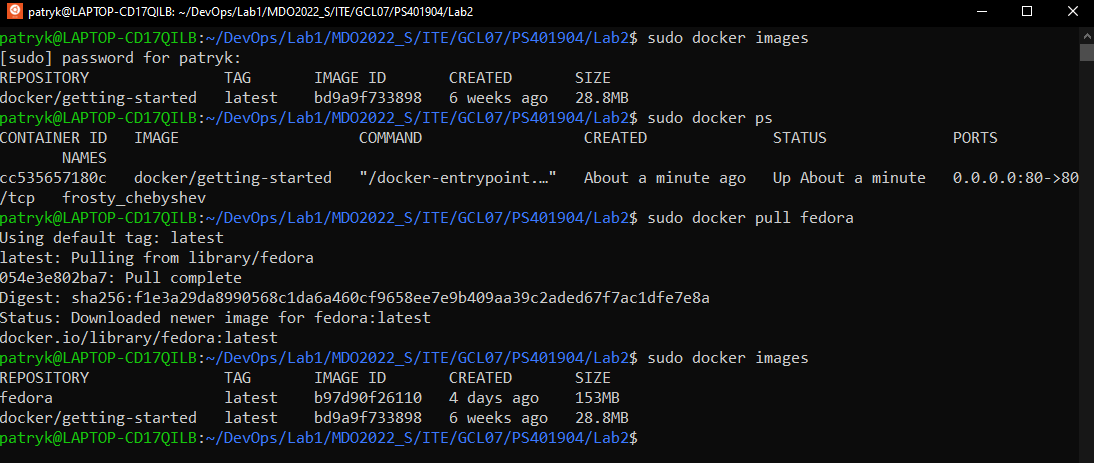 patryk@LAPTOP-CD17QILB: ~/DevOps/Lab1/MDO2022_S/ITE/GCL07/PS401904/Lab2
patryk@LAPTOP-CD17QILB:~/DevOps/Lab1/MDO2022_S/ITE/GCL07/PS401904/Lab2$ sudo docker images
[sudo] password for patryk:
REPOSITORY               TAG       IMAGE ID       CREATED       SIZE
docker/getting-started   latest    bd9a9f733898   6 weeks ago   28.8MB
patryk@LAPTOP-CD17QILB:~/DevOps/Lab1/MDO2022_S/ITE/GCL07/PS401904/Lab2$ sudo docker ps
CONTAINER ID   IMAGE                    COMMAND                  CREATED              STATUS              PORTS
       NAMES
cc535657180c   docker/getting-started   "/docker-entrypoint.…"   About a minute ago   Up About a minute   0.0.0.0:80->80
/tcp   frosty_chebyshev
patryk@LAPTOP-CD17QILB:~/DevOps/Lab1/MDO2022_S/ITE/GCL07/PS401904/Lab2$ sudo docker pull fedora
Using default tag: latest
latest: Pulling from library/fedora
054e3e802ba7: Pull complete
Digest: sha256:f1e3a29da8990568c1da6a460cf9658ee7e9b409aa39c2aded67f7ac1dfe7e8a
Status: Downloaded newer image for fedora:latest
docker.io/library/fedora:latest
patryk@LAPTOP-CD17QILB:~/DevOps/Lab1/MDO2022_S/ITE/GCL07/PS401904/Lab2$ sudo docker images
REPOSITORY               TAG       IMAGE ID       CREATED       SIZE
fedora                   latest    b97d90f26110   4 days ago    153MB
docker/getting-started   latest    bd9a9f733898   6 weeks ago   28.8MB
patryk@LAPTOP-CD17QILB:~/DevOps/Lab1/MDO2022_S/ITE/GCL07/PS401904/Lab2$